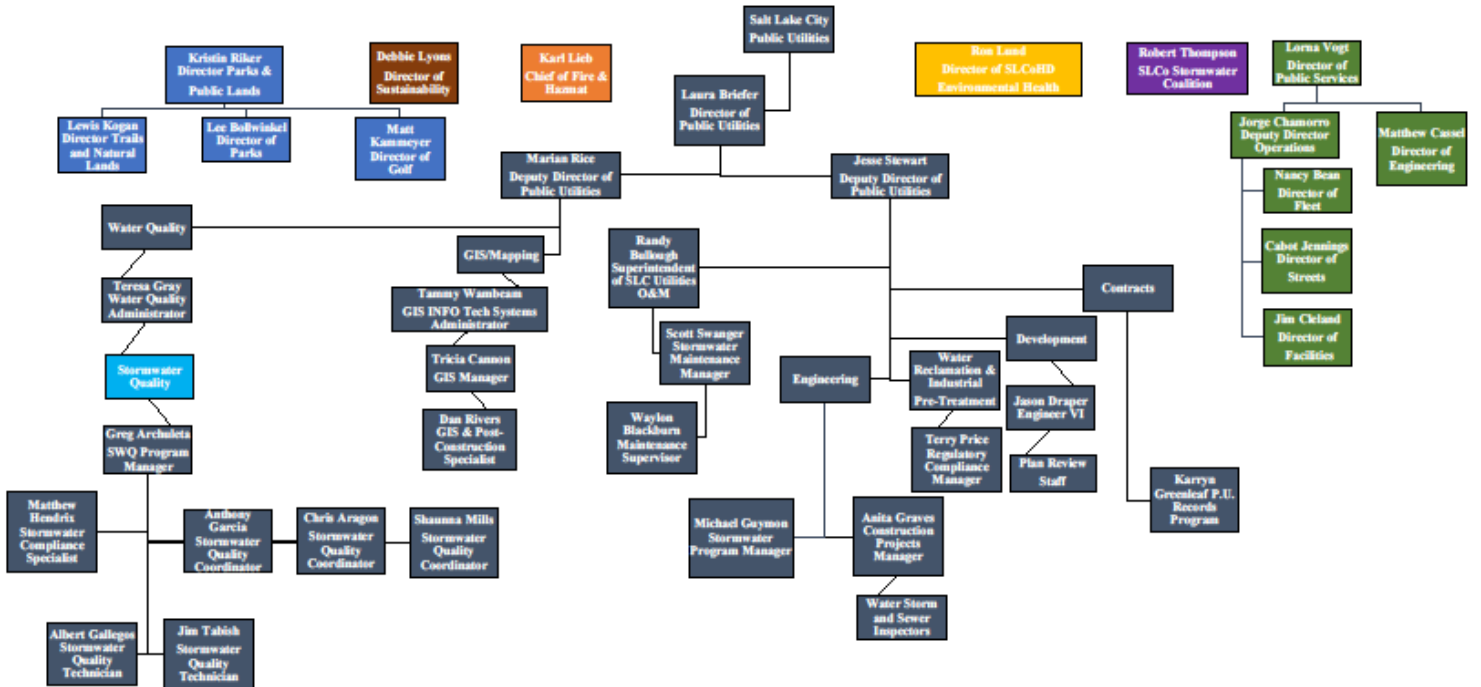 Salt Lake City
Public Utilities
Kristin Riker
Director Parks &
Public Lands
Debbie Lyons
Director of
Sustainability
Karl Lieb
Chief of Fire &
Hazmat
Ron Lund
Director of SLCoHD
Environmental Health
Robert Thompson
SLCo Stormwater
Coalition
Lorna Vogt
Director of
Public Services
Laura Briefer
Director of
Public Utilities
Lewis Kogan
Director Trails
and Natural
Lands
Lee Bollwinkel
Director of
Parks
Matt
Kammeyer
Director of
Golf
Jorge Chamorro
Deputy Director
Operations
Matthew Cassel
Director of
Engineering
Marian Rice
Deputy Director of
Public Utilities
Jesse Stewart
Deputy Director of
Public Utilities
Nancy Bean
Director of
Fleet
Water Quality
GIS/Mapping
Randy
Bullough
Superintendent
of SLC Utilities
O&M
Cabot Jennings
Director of
Streets
Teresa Gray
Water Quality
Administrator
Tammy Wambeam
GIS INFO Tech Systems
Administrator
Contracts
Jim Cleland
Director of
Facilities
Stormwater
Quality
Tricia Cannon
GIS Manager
Scott Swanger
Stormwater
Maintenance
Manager
Engineering
Water
Reclamation &
Industrial
Pre-Treatment
Development
Greg Archuleta
SWQ Program
Manager
Dan Rivers
GIS & Post-
Construction
Specialist
Waylon
Blackburn
Maintenance
Supervisor
Terry Price
Regulatory
Compliance
Manager
Jason Draper
Engineer VI
Plan Review
Staff
Karryn
Greenleaf P.U.
Records
Program
Matthew
Hendrix
Stormwater
Compliance
Specialist
Anthony
Garcia
Stormwater
Quality
Coordinator
Chris Aragon
Stormwater
Quality
Coordinator
Shaunna Mills
Stormwater
Quality
Coordinator
Michael Guymon
Stormwater
Program Manager
Anita Graves
Construction
Projects
Manager
Water Storm
and Sewer
Inspectors
Albert Gallegos
Stormwater
Quality
Technician
Jim Tabish
Stormwater
Quality
Technician